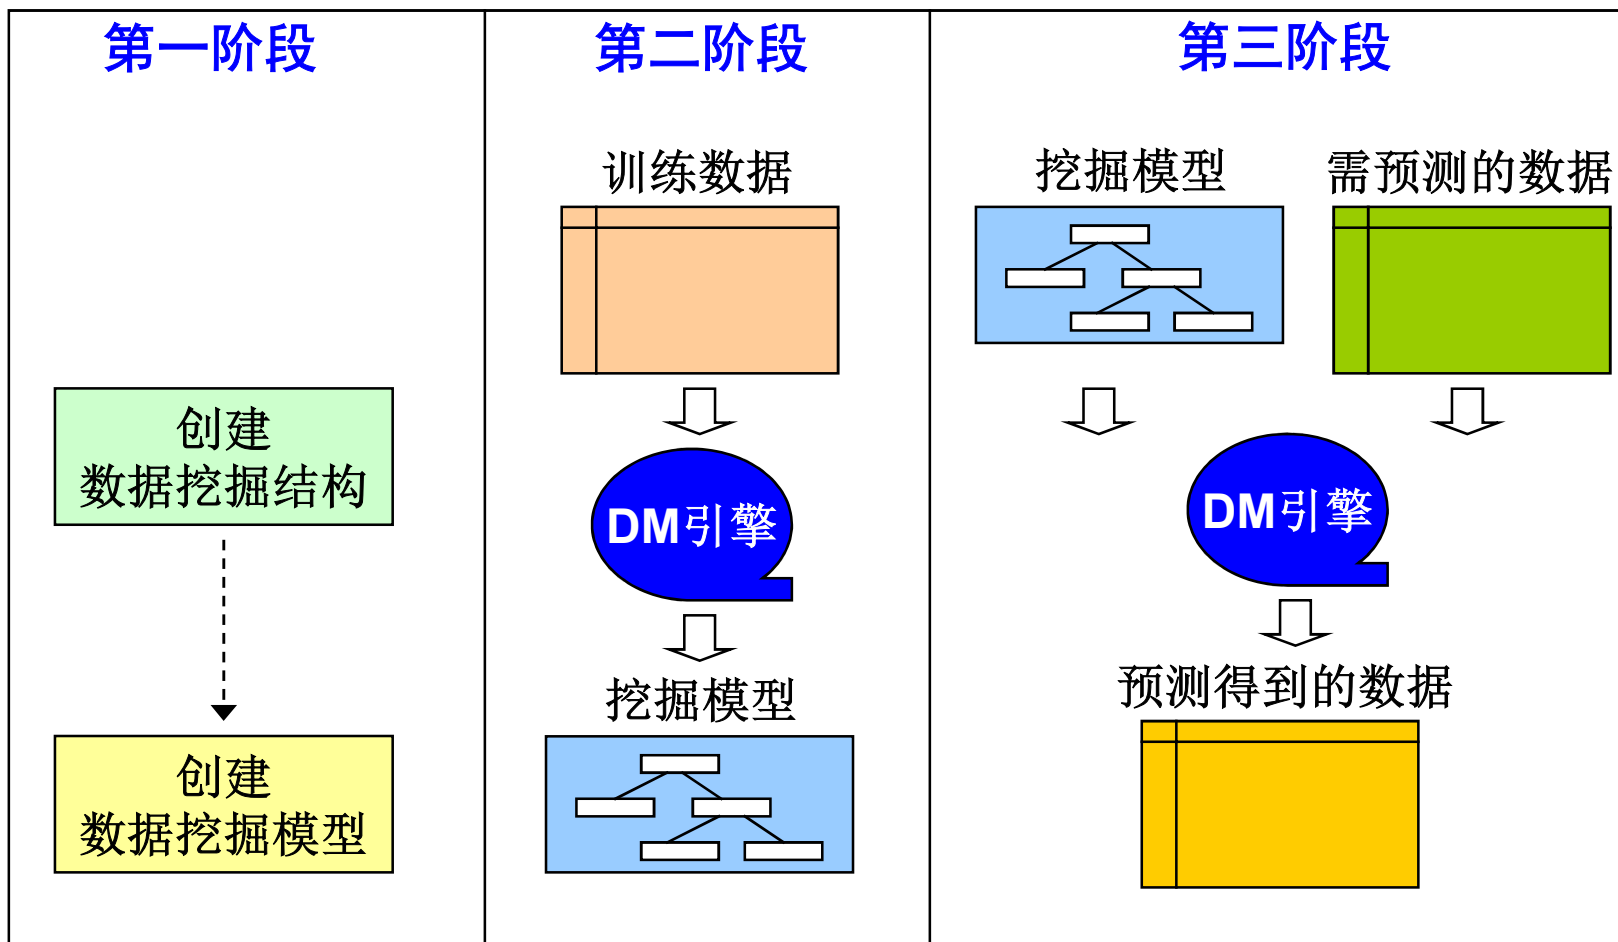 第一阶段
创建
数据挖掘结构
创建
数据挖掘模型
第二阶段
训练数据
DM引擎
挖掘模型
第三阶段
挖掘模型
需预测的数据
DM引擎
预测得到的数据